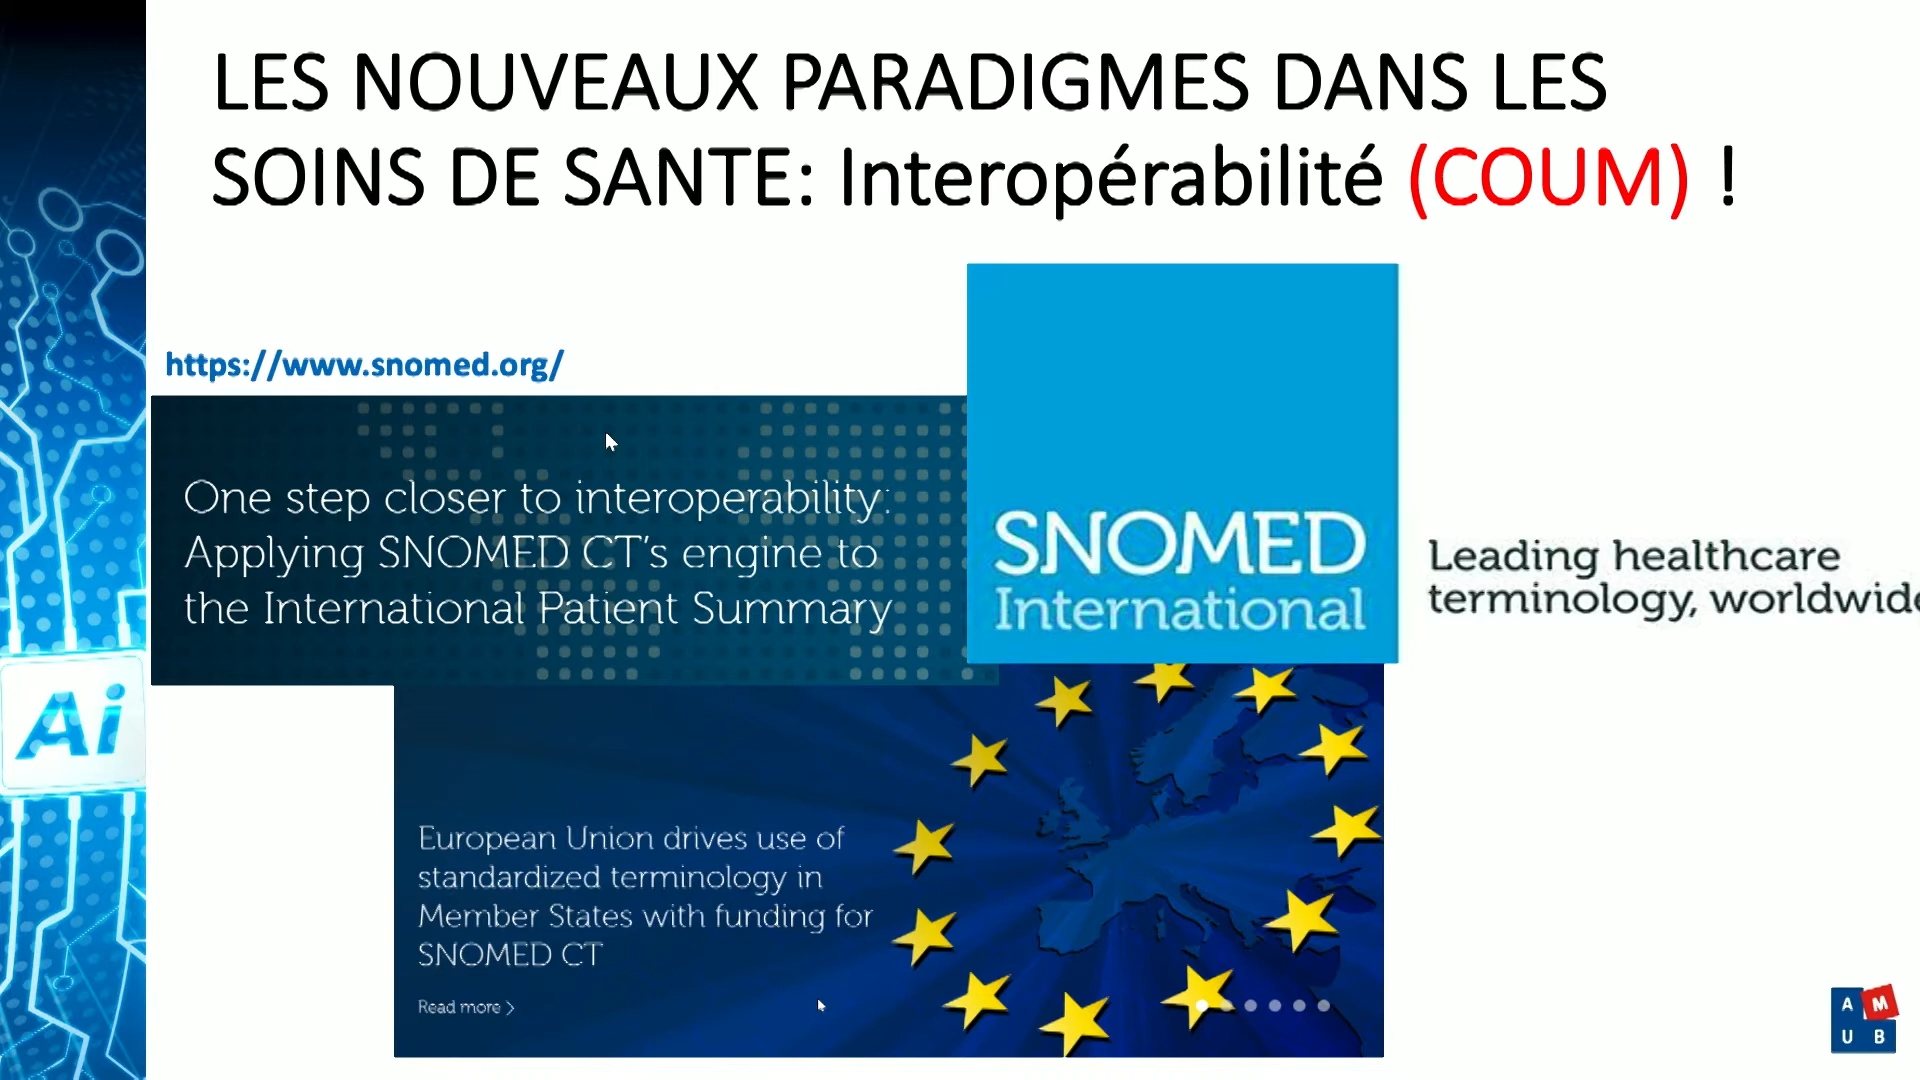 LES NOUVEAUX PARADIGMES DANS LES
SOINS DE SANTE: Interopérabilité (COUM) !
https://www.snomed.org/
One step closer to interoperability:
Applying SNOMED CT's engine to
the International Patient Summary
SNOMED
International
Leading healthcare
terminology, worldwide
European Union drives use of
standardized terminology in
Member States with funding for
SNOMED CT
Read more >
Ai
A M
U B